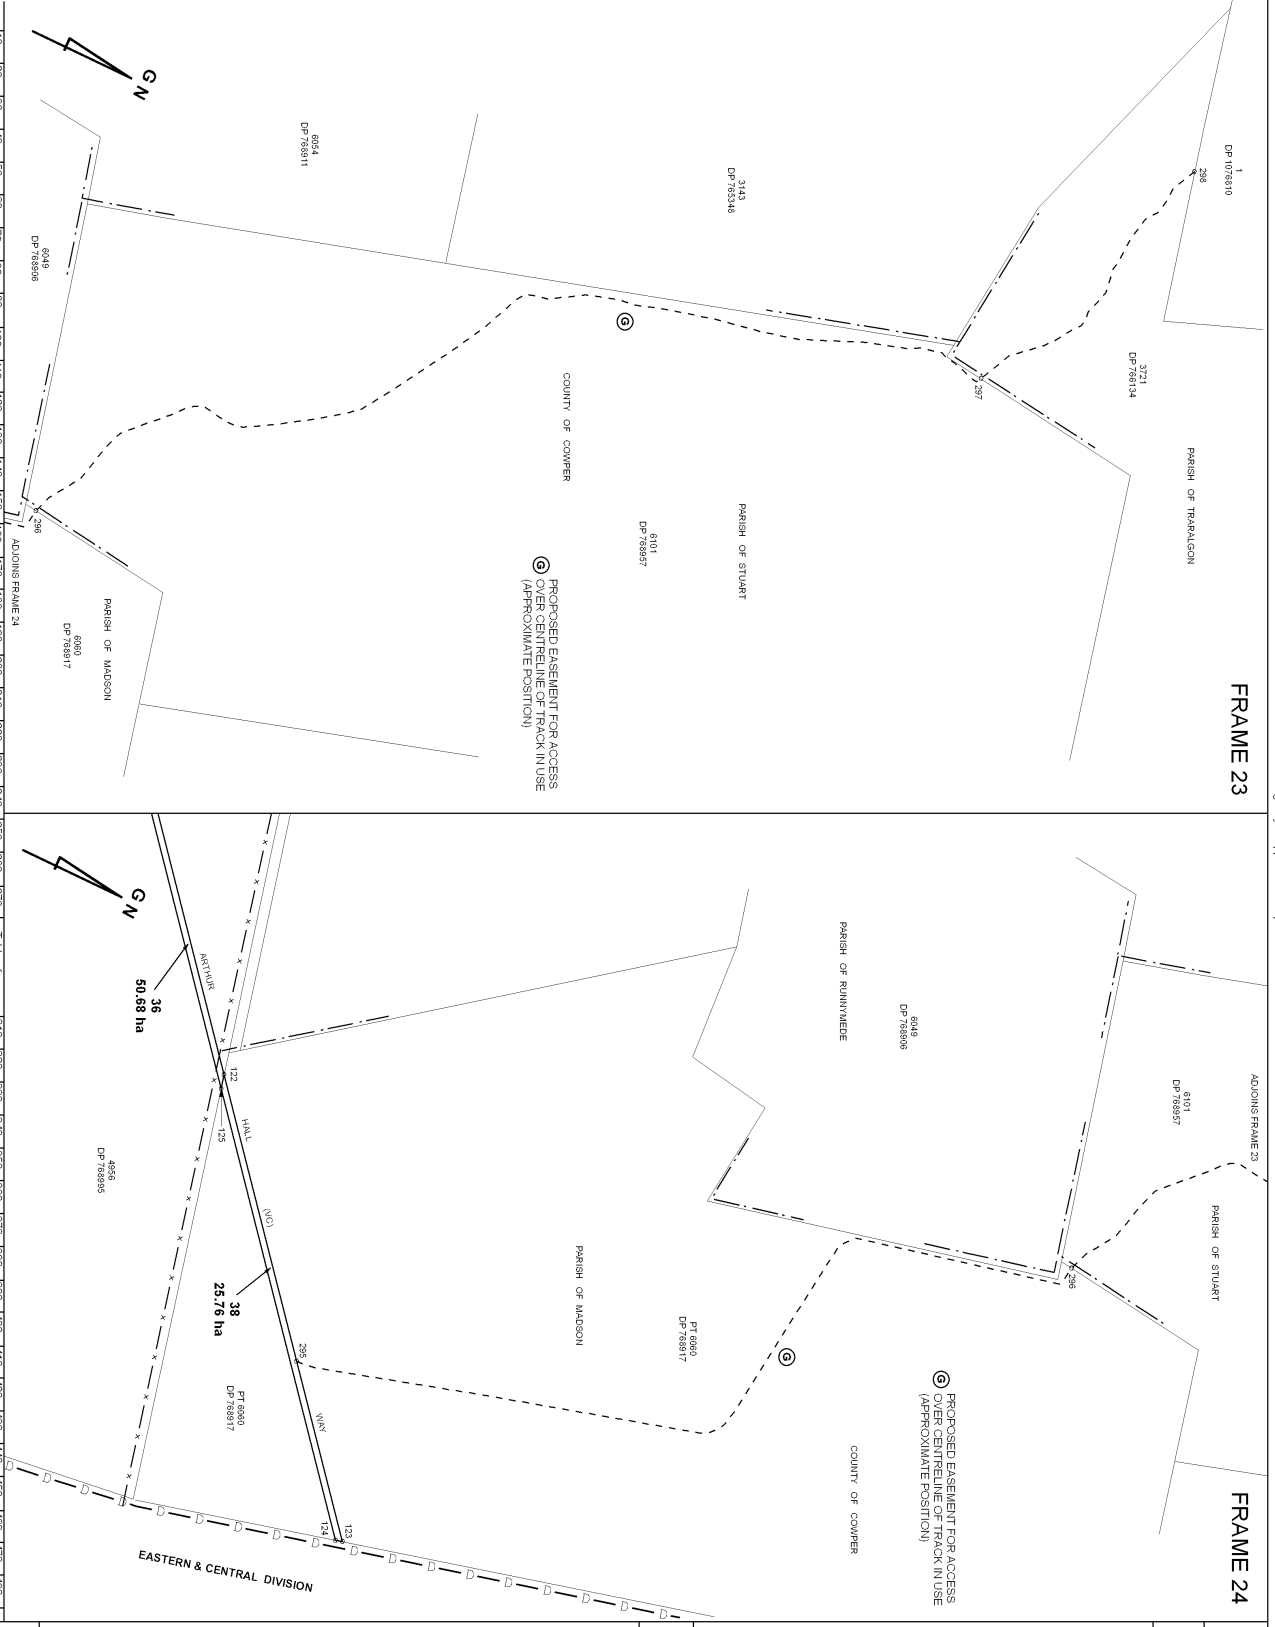 FRAME 23
1
DP 1076810
298
3721
DP 766134
PARISH OF TRARALGON
297
3143
DP 765348
PARISH OF STUART
6101
DP 768957
G
COUNTY OF COWPER
G PROPOSED EASEMENT FOR ACCESS
OVER CENTRELINE OF TRACK IN USE
(APPROXIMATE POSITION)
6054
DP 768911
G N
6049
DP 768906
296
PARISH OF MADSON
6060
DP 768917
ADJOINS FRAME 24
FRAME 24
ADJOINS FRAME 23
6101
DP 768957
PARISH OF STUART
296
G PROPOSED EASEMENT FOR ACCESS
OVER CENTRELINE OF TRACK IN USE
(APPROXIMATE POSITION)
6049
DP 768906
PARISH OF RUNNYMEDE
COUNTY OF COWPER
G
PT 6060
DP 768917
PARISH OF MADSON
295
ARTHUR
HALL
(VC)
WAY
122
125
36
50.68 ha
38
25.76 ha
PT 6060
DP 768917
123
124
4956
DP 768995
G N
EASTERN & CENTRAL DIVISION